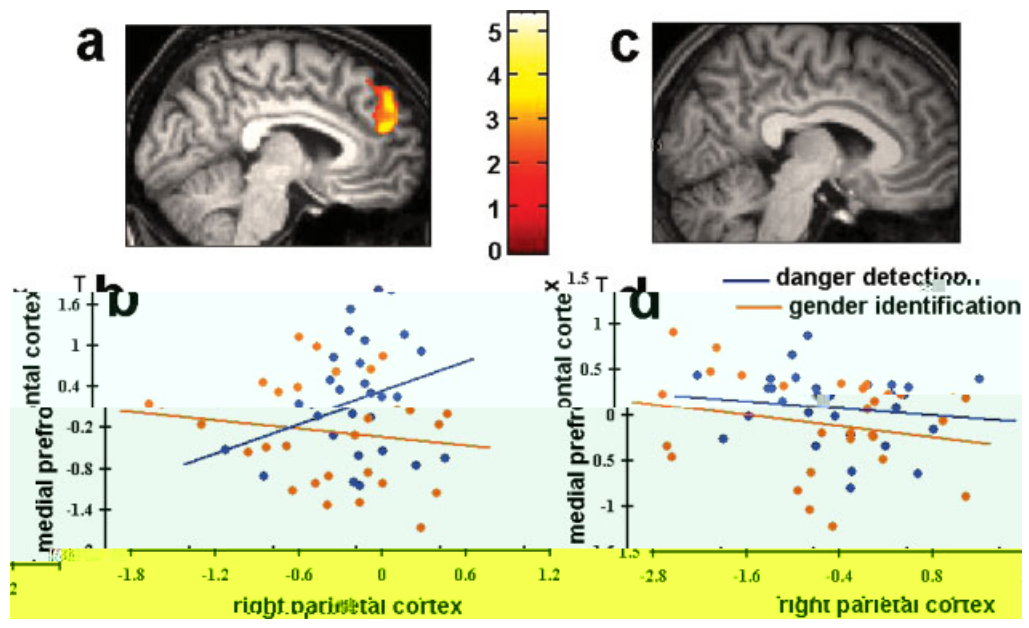 a
c
5
4
3
2
1
0
b
T
1.6
1
0.4
-0.2
-0.8
-1.4
medial prefrontal cortex
-1.8
-1.2
-0.6
0
0.6
1.2
right parietal cortex
d
T
1.5
1
0.5
0
0.5
-1
medial prefrontal cortex
danger detection
gender identification
-2.8
-1.6
-0.4
0.8
right parietal cortex